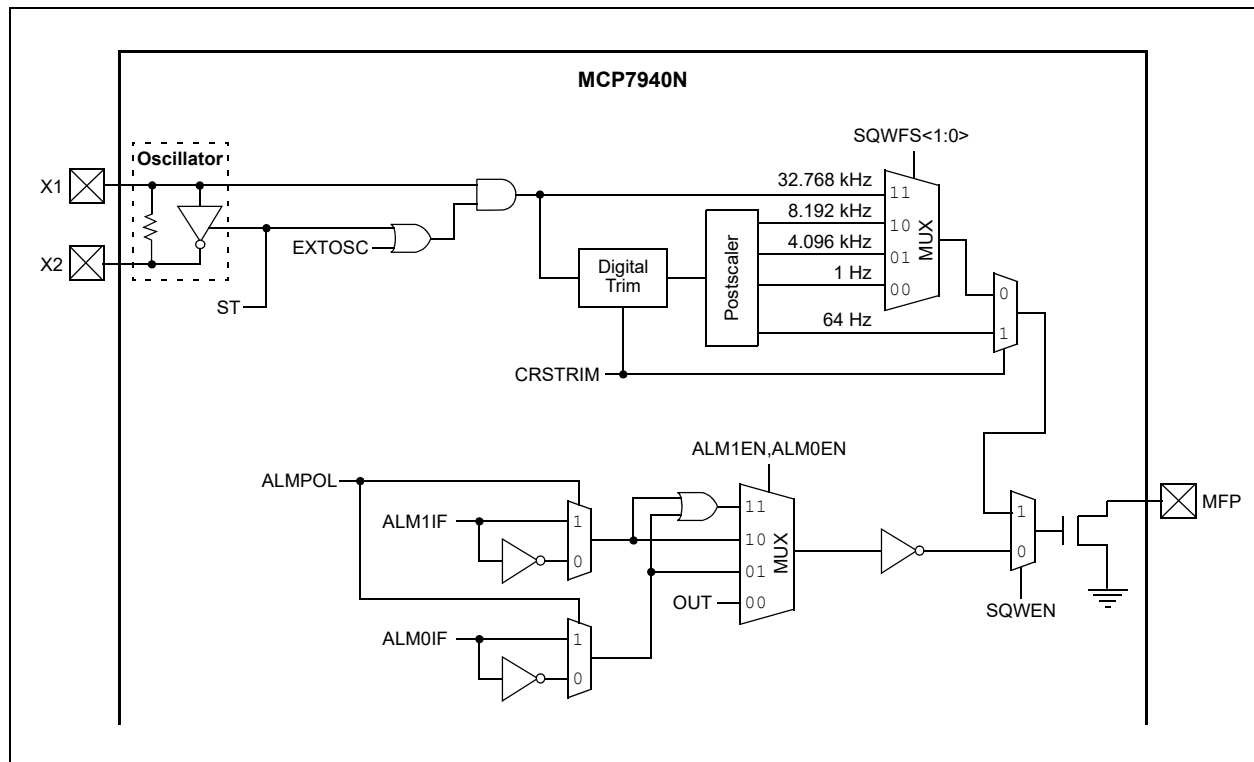 MCP7940N
SQWFS<1:0>
Oscillator
X1
32.768 kHz
11
8.192 kHz
10
EXTOSC
4.096 kHz
01
MUX
X2
Digital
Trim
Postscaler
1 Hz
00
0
ST
64 Hz
1
CRSTRIM
ALM1EN,ALM0EN
ALMPOL
MFP
ALM1IF
1
11
1
0
10
MUX
0
01
OUT
00
SQWEN
ALM0IF
1
0